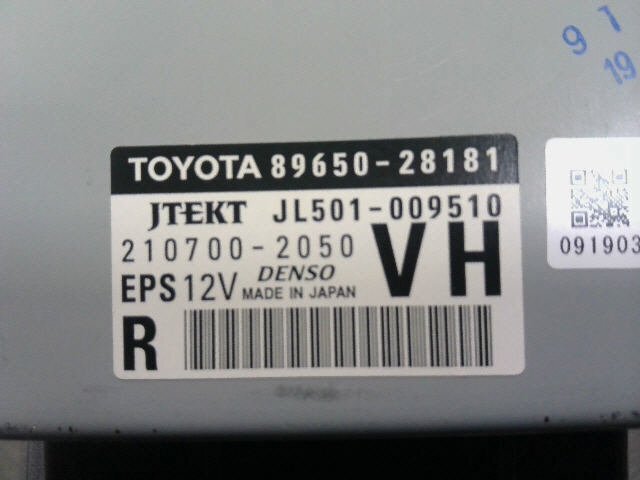 9 1
19
TOYOTA 89650-28181
JTEKT JL501-009510
210700-2050
EPS 12V DENSO
MADE IN JAPAN
VH
R
091903